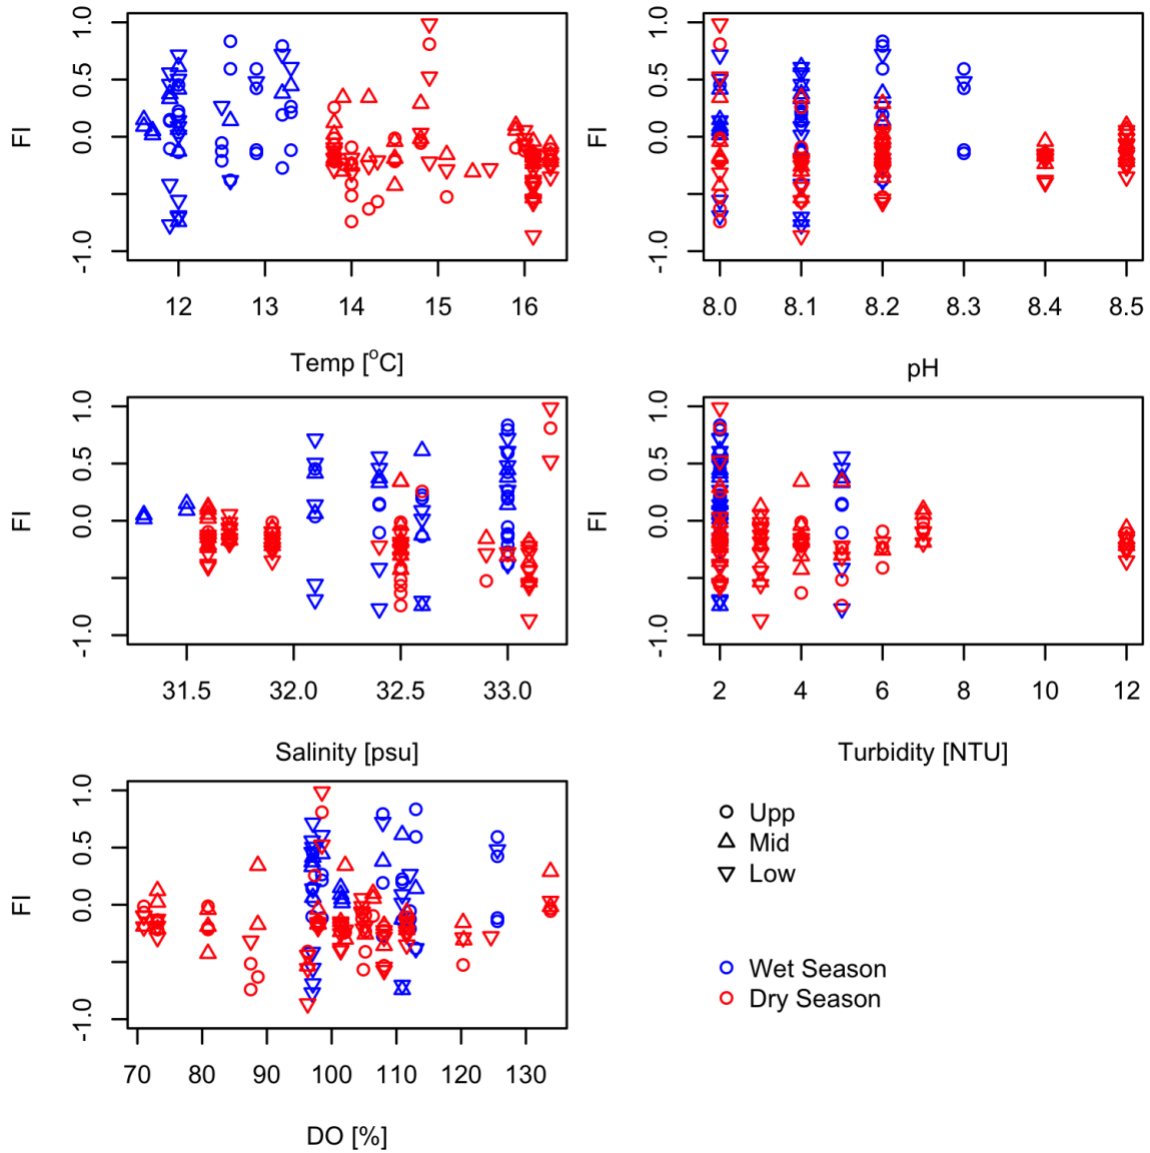 1.0
0.5
0.0
-1.0
FI
12 13 14 15 16
Temp [°C]
1.0
0.5
0.0
-1.0
FI
8.0 8.1 8.2 8.3 8.4 8.5
pH
1.0
0.5
0.0
-1.0
FI
31.5 32.0 32.5 33.0
Salinity [psu]
1.0
0.5
0.0
-1.0
FI
2 4 6 8 10 12
Turbidity [NTU]
1.0
0.5
0.0
-1.0
FI
70 80 90 100 110 120 130
DO [%]
Upp
Mid
Low
Wet Season
Dry Season